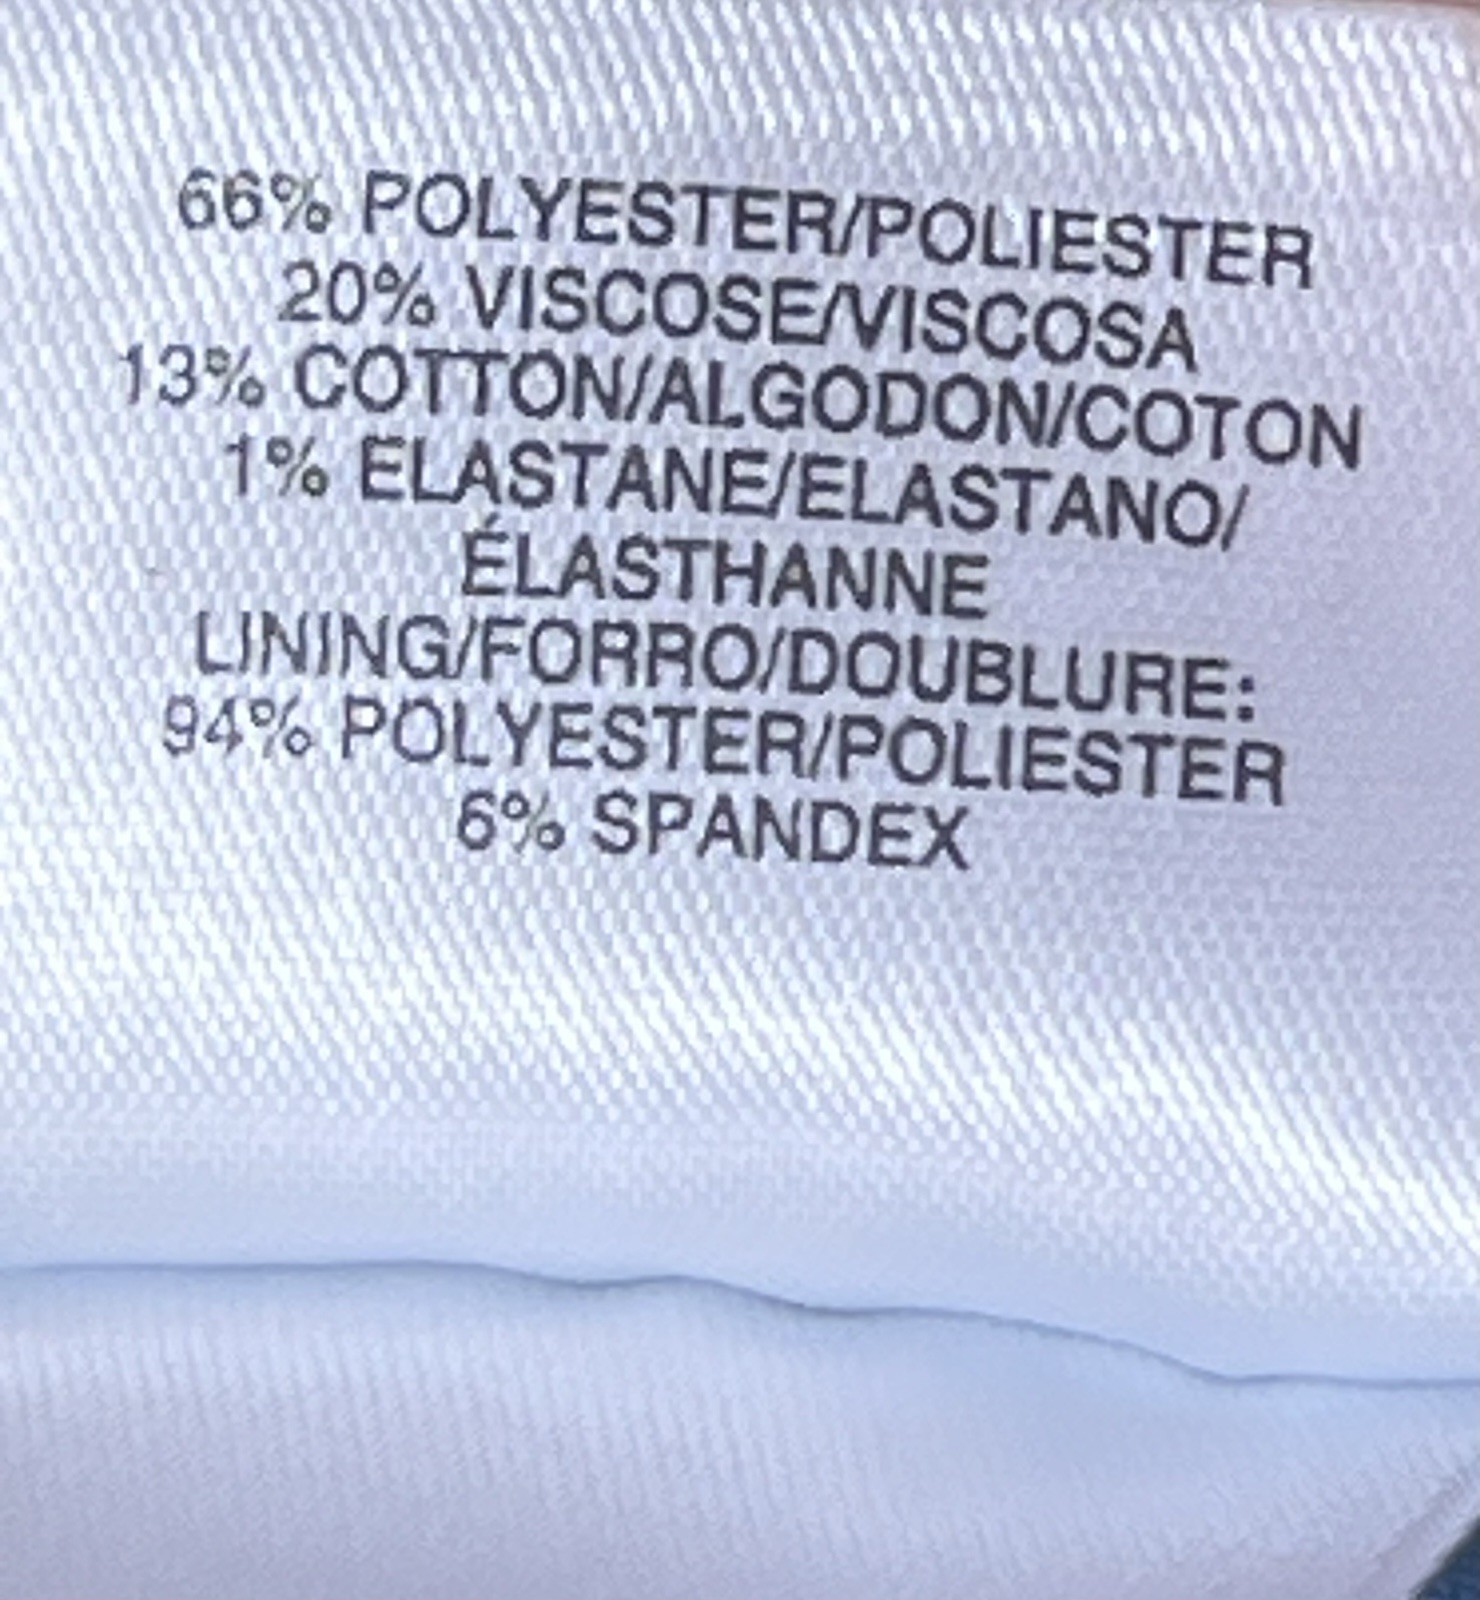 66% POLYESTER/POLIESTER
20% VISCOSE/VISCOSA
13% COTTON/ALGODON/COTON
1% ELASTANE/ELASTANO/
ÉLASTHANNE
LINING/FORRO/DOUBLURE:
94% POLYESTER/POLIESTER
6% SPANDEX